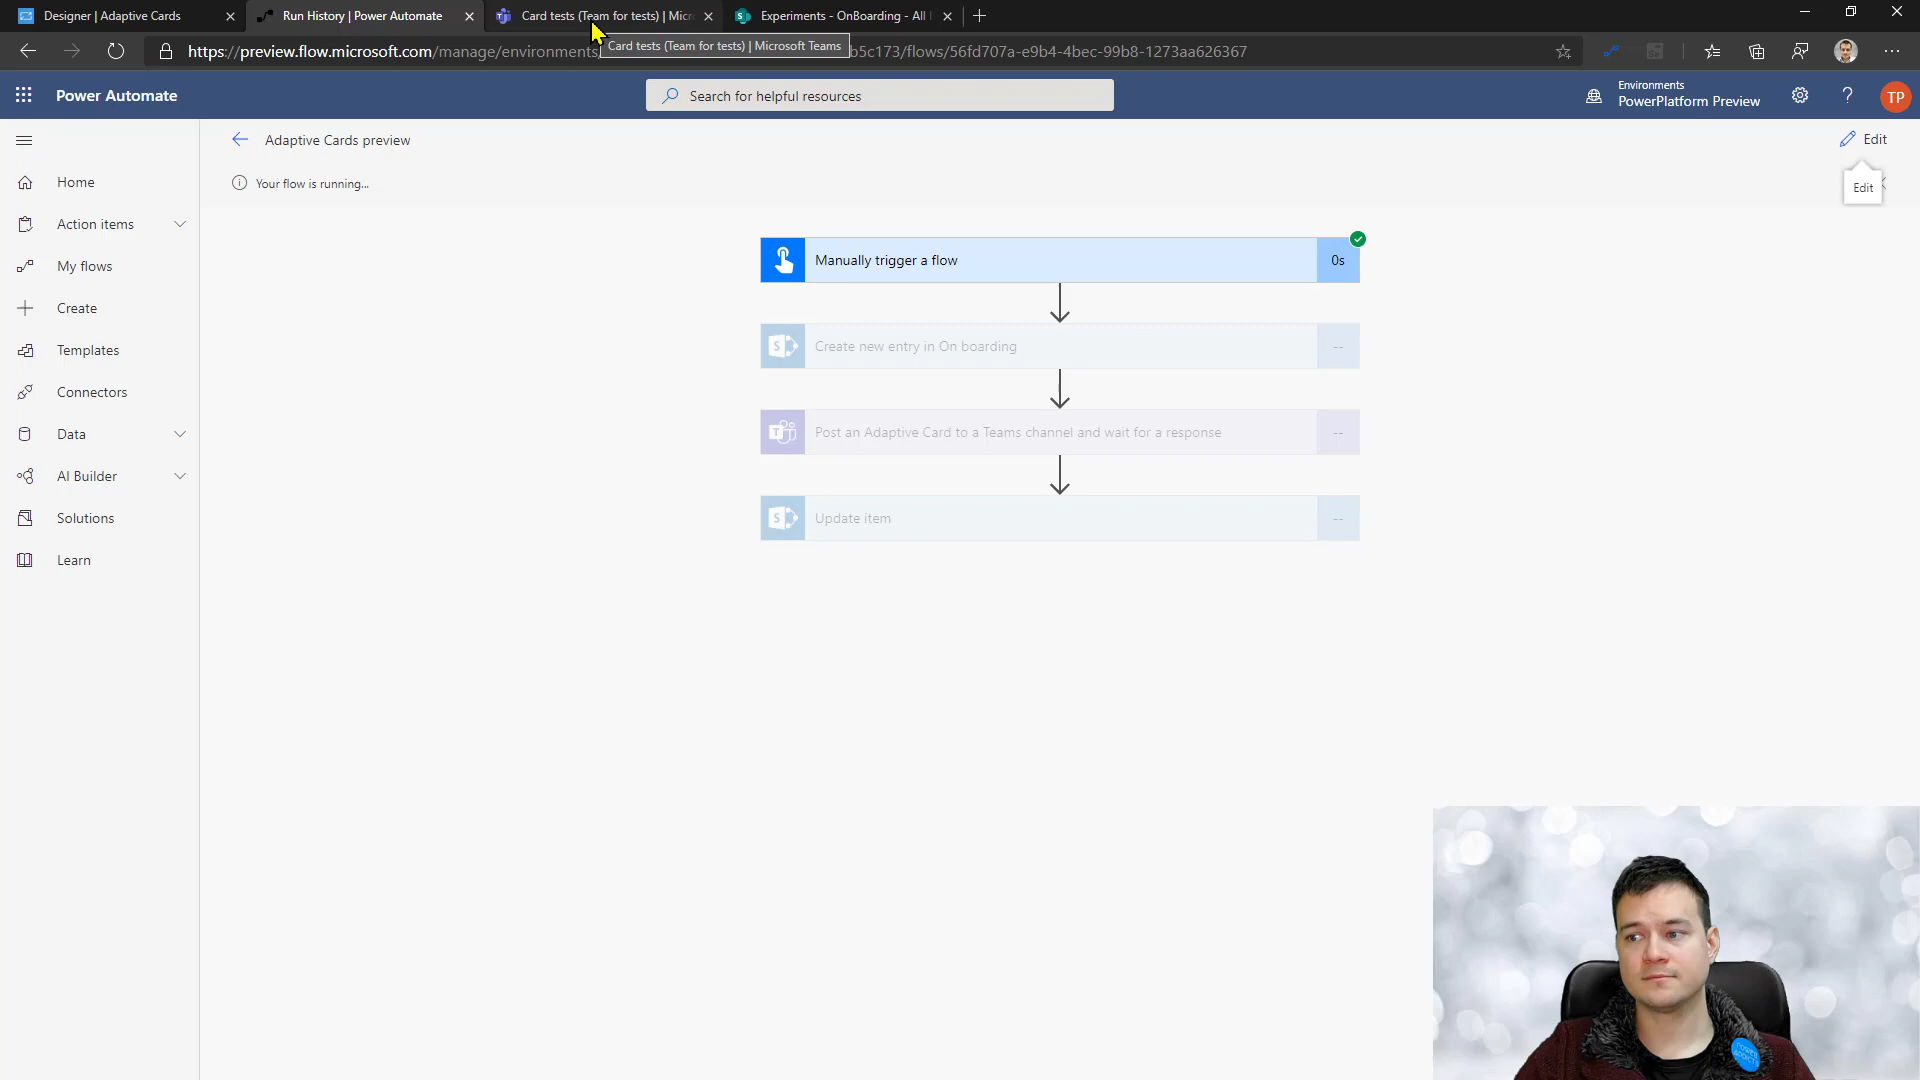 Designer | Adaptive Cards
Run History | Power Automate
Card tests (Team for tests) | Micr
Experiments - OnBoarding - All
Card tests (Team for tests) | Microsoft Teams
https://preview.flow.microsoft.com/manage/environments
b5c173/flows/56fd707a-e9b4-4bec-99b8-1273aa626367
Power Automate
Search for helpful resources
Environments
PowerPlatform Preview
?
TP
Adaptive Cards preview
Edit
Your flow is running...
Edit
Home
Action items
My flows
Create
Templates
Connectors
Data
AI Builder
Solutions
Learn
Manually trigger a flow
0s
Create new entry in On boarding
--
Post an Adaptive Card to a Teams channel and wait for a response
--
Update item
--